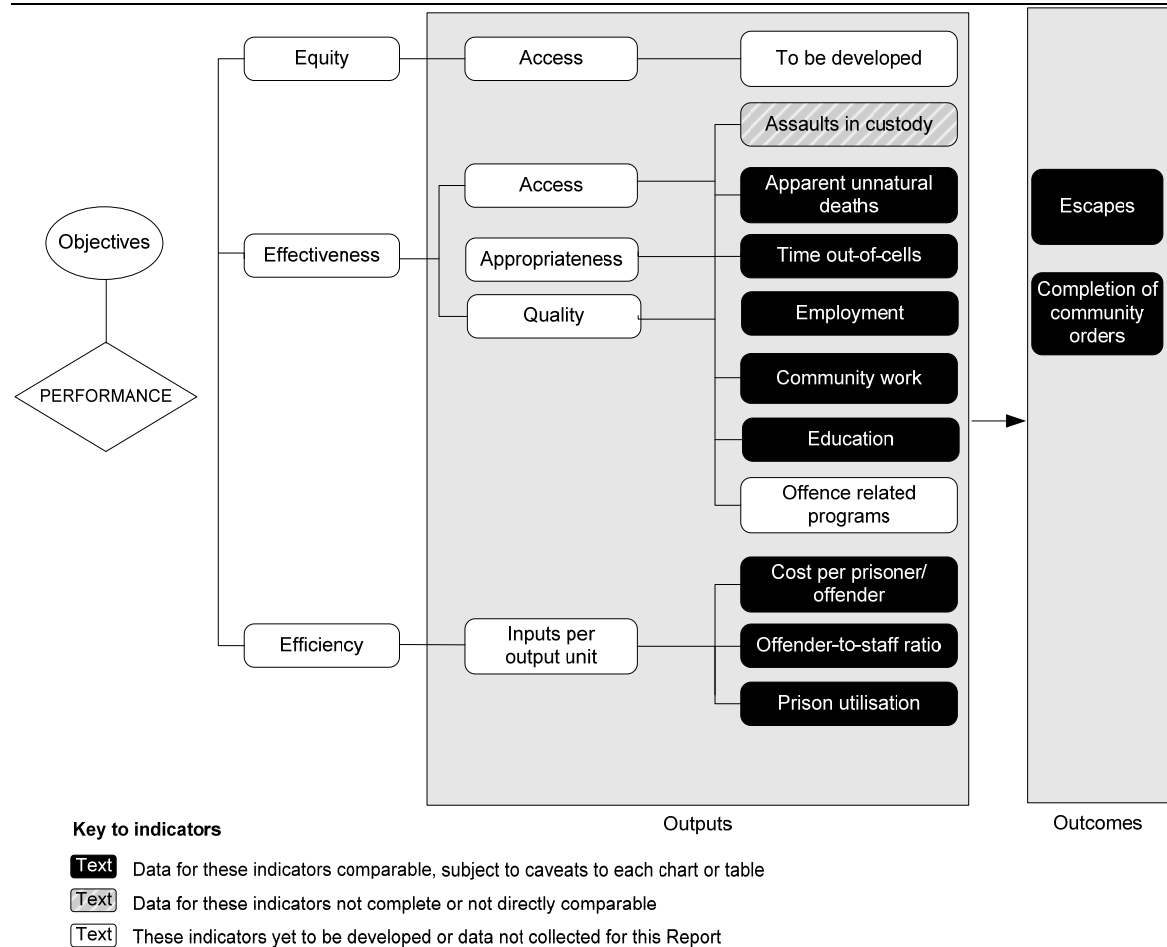 Equity
Access
To be developed
Assaults in custody
Access
Apparent unnatural
deaths
Escapes
Objectives
Effectiveness
Appropriateness
Time out-of-cells
Quality
Employment
Completion of
community
orders
PERFORMANCE
Community work
Education
Offence related
programs
Cost per prisoner/
offender
Efficiency
Inputs per
output unit
Offender-to-staff ratio
Prison utilisation
Outputs
Outcomes
Key to indicators
Text Data for these indicators comparable, subject to caveats to each chart or table
Text Data for these indicators not complete or not directly comparable
Text These indicators yet to be developed or data not collected for this Report